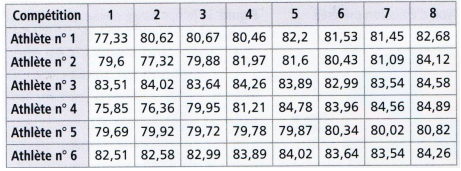 Compétition 1 2 3 4 5 6 7 8
Athlète n° 1 77,33 80,62 80,67 80,46 82,2 81,53 81,45 82,68
Athlète n° 2 79,6 77,32 79,88 81,97 81,6 80,43 81,09 84,12
Athlète n° 3 83,51 84,02 83,64 84,26 83,89 82,99 83,54 84,58
Athlète n° 4 75,85 76,36 79,95 81,21 84,78 83,96 84,56 84,89
Athlète n° 5 79,69 79,92 79,72 79,78 79,87 80,34 80,02 80,82
Athlète n° 6 82,51 82,58 82,99 83,89 84,02 83,64 83,54 84,26